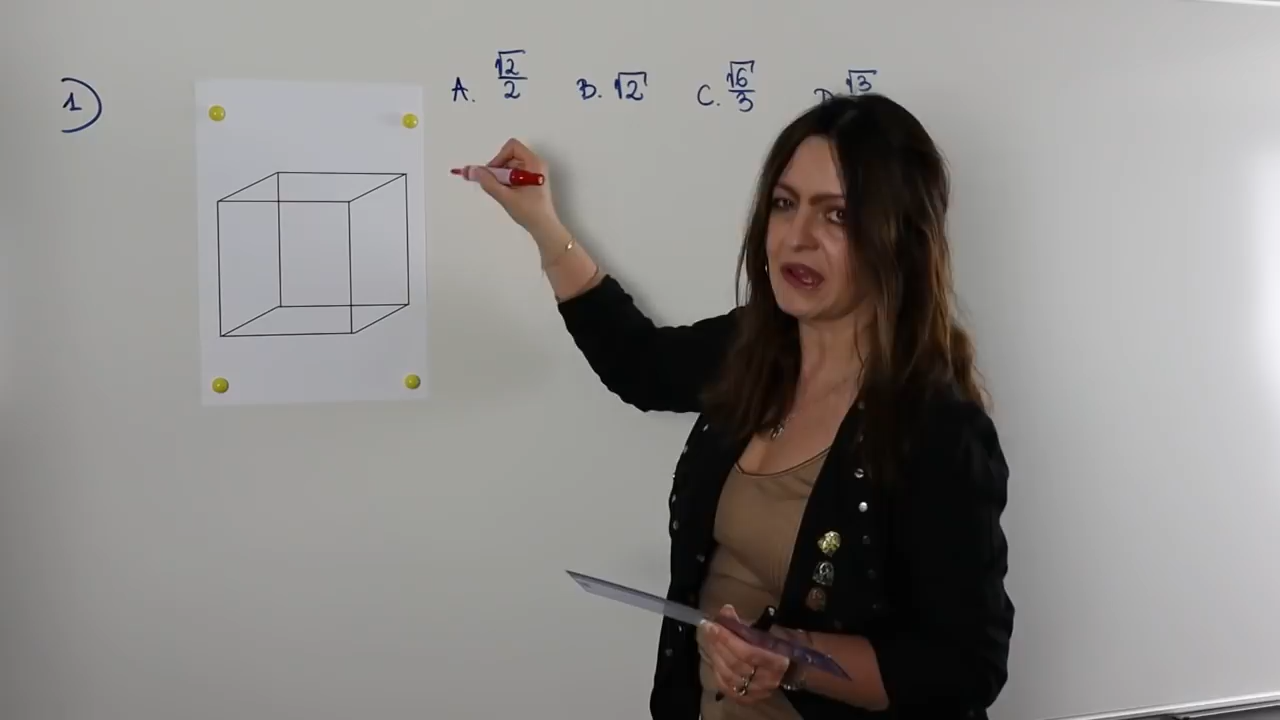 1) A. √2/2 B. √2 C. √6/3 D. √3